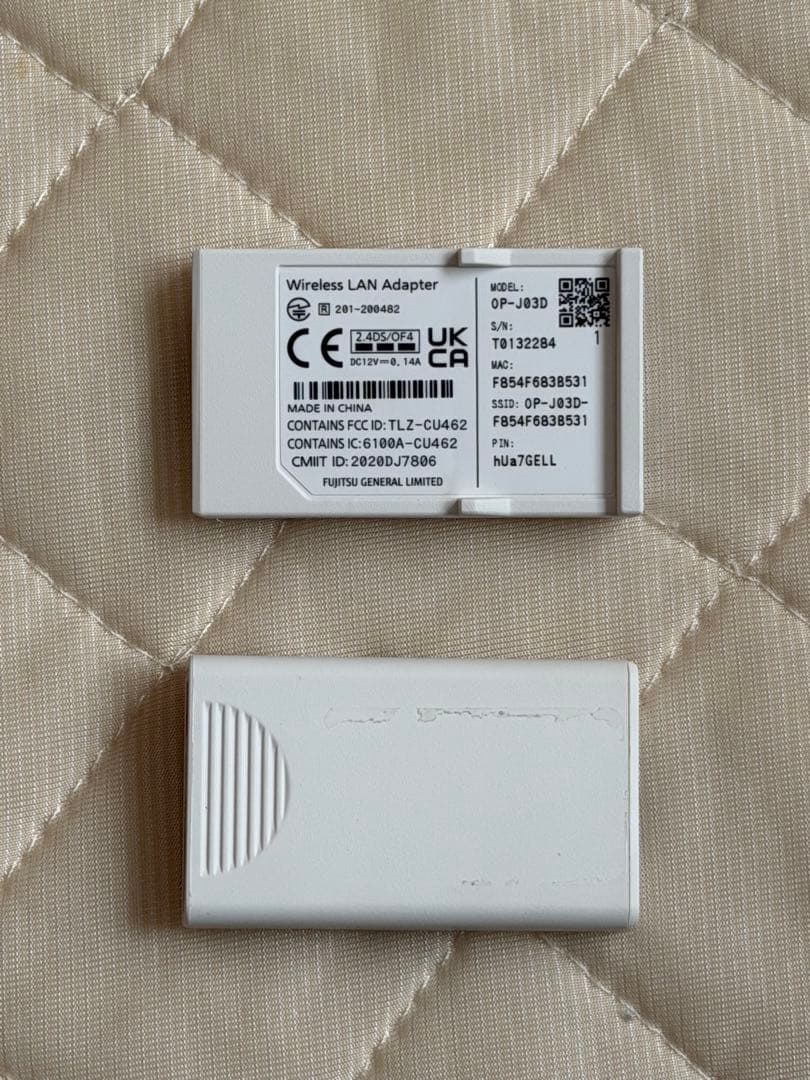 Wireless LAN Adapter
R 201-200482
CE
2.4DS/OF4
DC12V⎓0.14A
UK
CA
MADE IN CHINA
CONTAINS FCC ID: TLZ-CU462
CONTAINS IC:6100A-CU462
CMIIT ID: 2020DJ7806
FUJITSU GENERAL LIMITED
MODEL:
OP-J03D
S/N:
T0132284
1
MAC:
F854F683B531
SSID: OP-J03D-
F854F683B531
PIN:
hUa7GELL